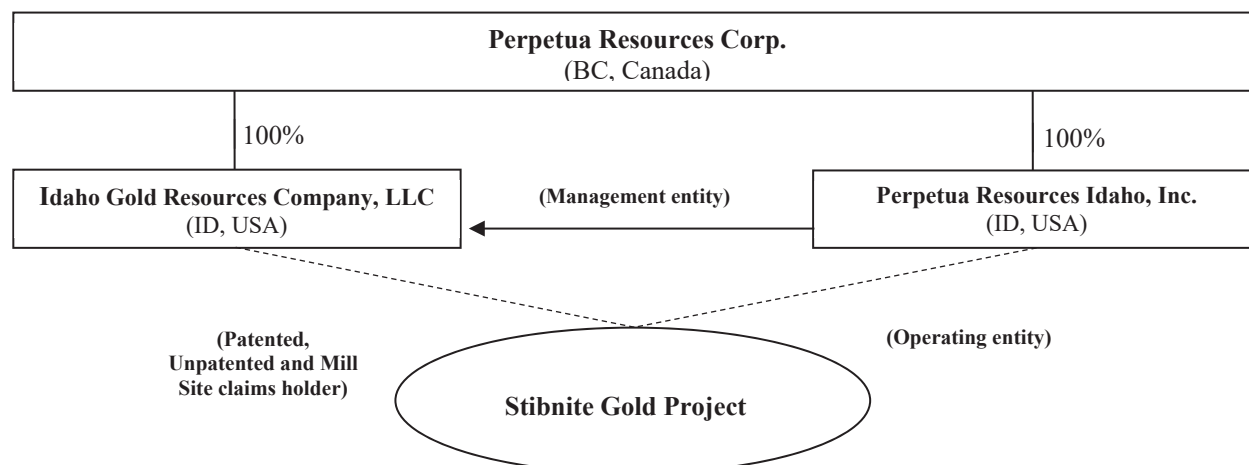 Perpetua Resources Corp.
(BC, Canada)
100%
100%
Idaho Gold Resources Company, LLC
(ID, USA)
(Management entity)
Perpetua Resources Idaho, Inc.
(ID, USA)
(Patented,
Unpatented and Mill
Site claims holder)
(Operating entity)
Stibnite Gold Project